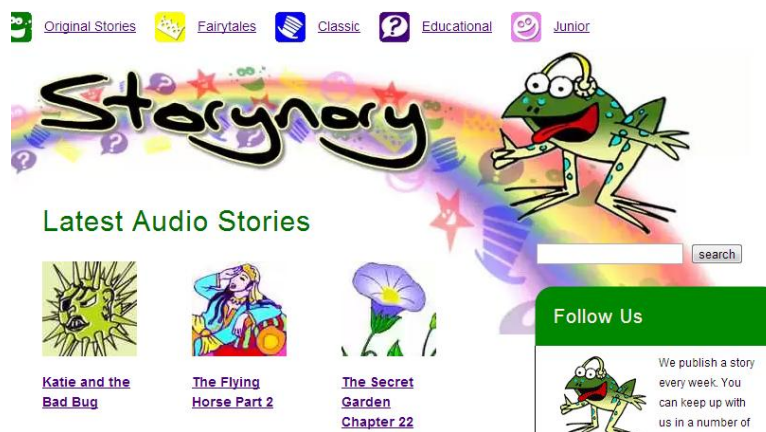 Original Stories Fairytales Classic Educational Junior
Storynory
Latest Audio Stories
search
Follow Us
Katie and the
Bad Bug
The Flying
Horse Part 2
The Secret
Garden
Chapter 22
We publish a story
every week. You
can keep up with
us in a number of